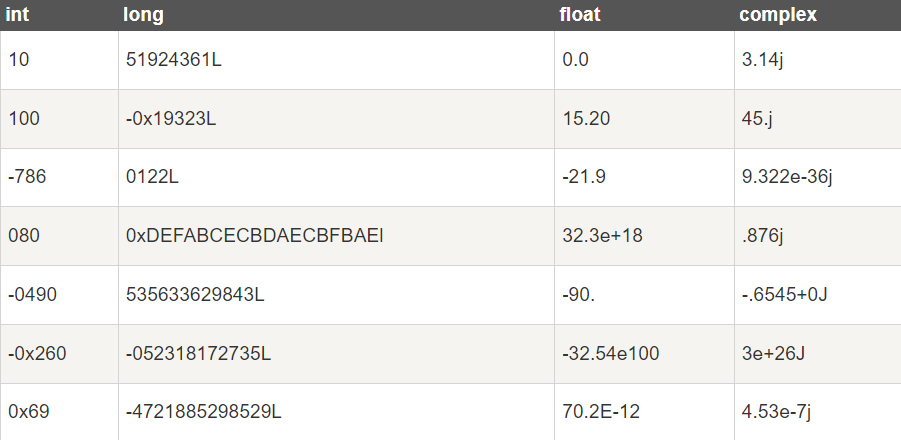 int long float complex
10 51924361L 0.0 3.14j
100 -0x19323L 15.20 45.j
-786 0122L -21.9 9.322e-36j
080 0xDEFABCECBDAECBFBAEl 32.3e+18 .876j
-0490 535633629843L -90. -.6545+0J
-0x260 -052318172735L -32.54e100 3e+26J
0x69 -4721885298529L 70.2E-12 4.53e-7j